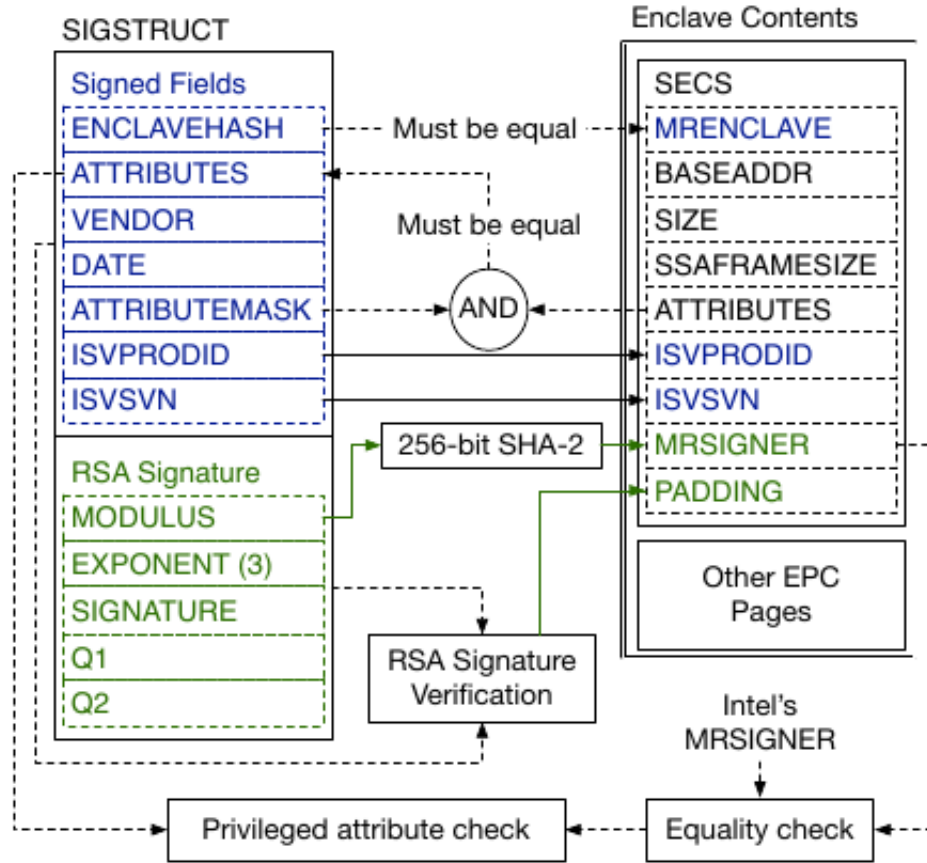 SIGSTRUCT
Signed Fields
ENCLAVEHASH
ATTRIBUTES
VENDOR
DATE
ATTRIBUTEMASK
ISVPRODID
ISVSVN
RSA Signature
MODULUS
EXPONENT (3)
SIGNATURE
Q1
Q2
Must be equal
Must be equal
AND
256-bit SHA-2
RSA Signature
Verification
Enclave Contents
SECS
MRENCLAVE
BASEADDR
SIZE
SSAFRAMESIZE
ATTRIBUTES
ISVPRODID
ISVSVN
MRSIGNER
PADDING
Other EPC
Pages
Intel's
MRSIGNER
Privileged attribute check
Equality check